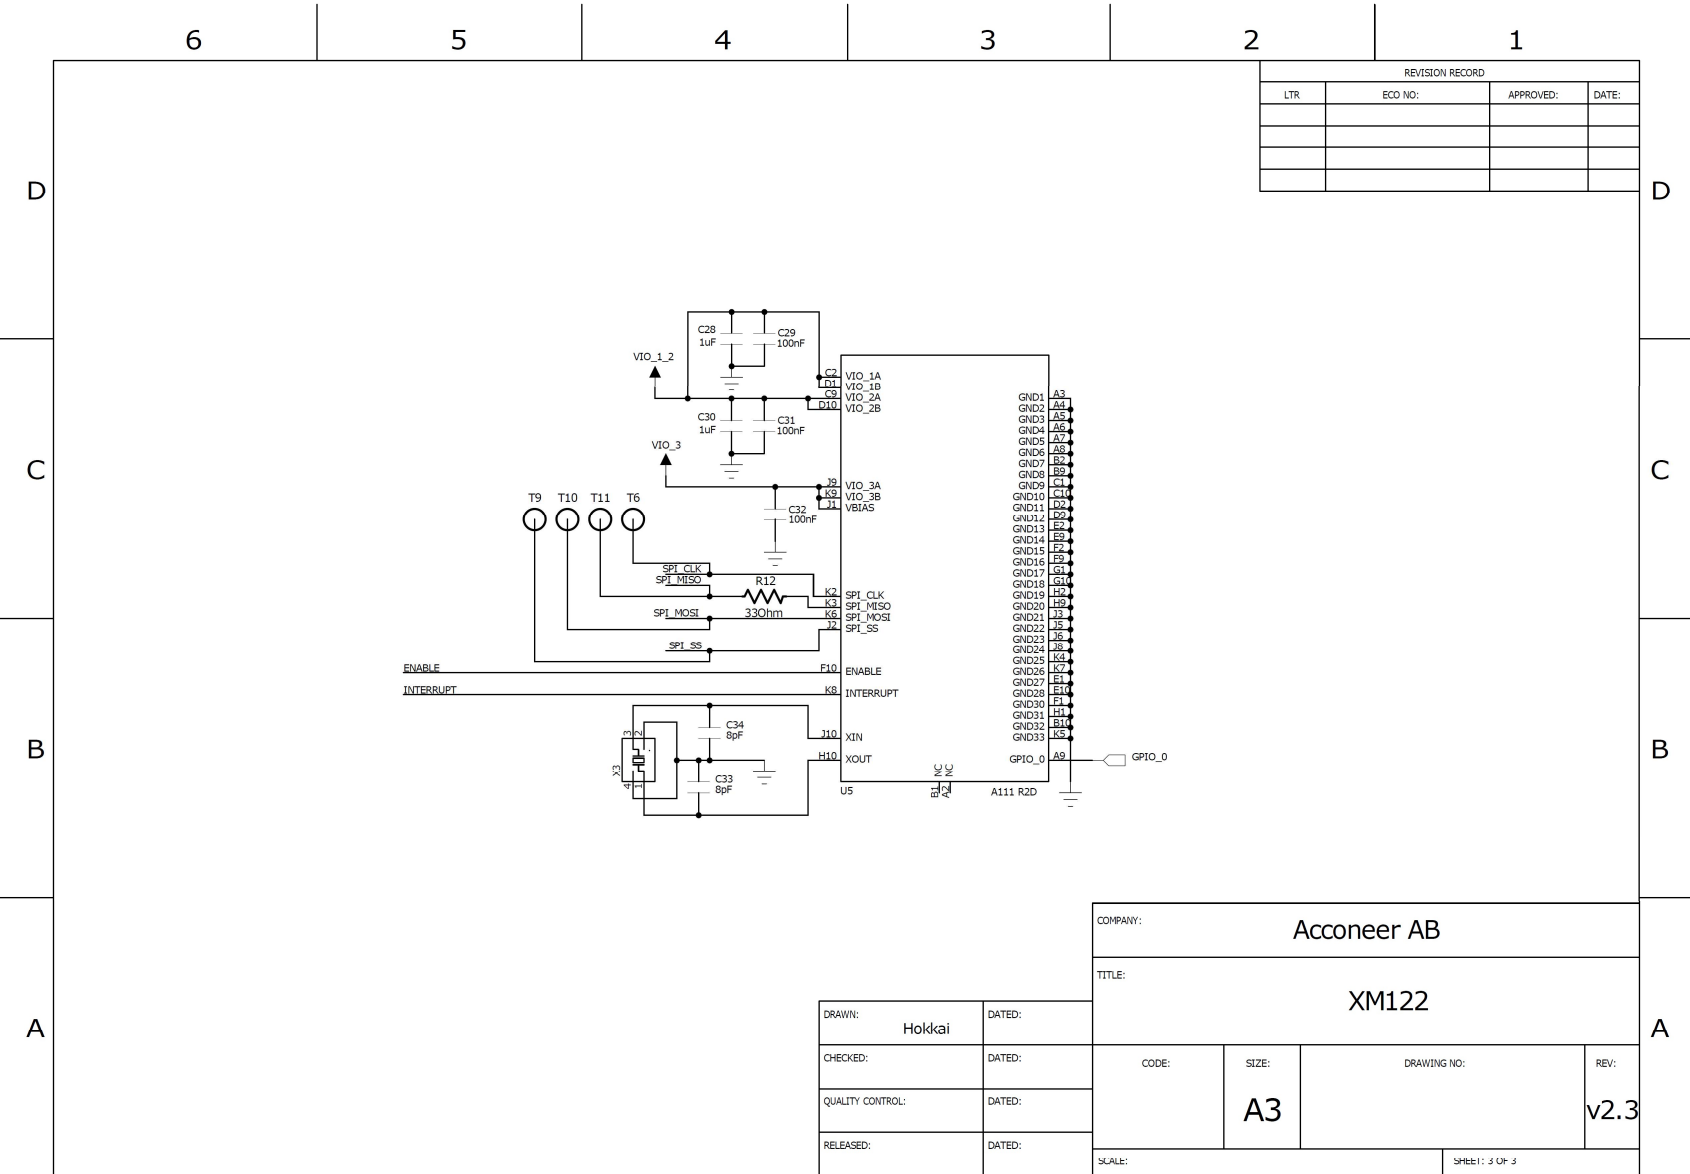 6 5 4 3 2 1
REVISION RECORD
LTR ECO NO: APPROVED: DATE:
D D
C28 1uF
C29 100nF
VIO_1_2
C2 VIO_1A
D1 VIO_1B
C9 VIO_2A
D10 VIO_2B
C30 1uF
C31 100nF
VIO_3
C C
J9 VIO_3A
K9 VIO_3B
J1 VBIAS
C32 100nF
T9 T10 T11 T6
SPI_CLK
SPI_MISO
R12
33Ohm
SPI_MOSI
SPI_SS
K2 SPI_CLK
K3 SPI_MISO
K6 SPI_MOSI
J2 SPI_SS
ENABLE F10 ENABLE
INTERRUPT K8 INTERRUPT
C34 8pF
J10 XIN
H10 XOUT
3 2
X3
4 1
C33 8pF
GND1 A3
GND2 A4
GND3 A5
GND4 A6
GND5 A7
GND6 A8
GND7 B2
GND8 B9
GND9 C1
GND10 C10
GND11 D2
GND12 D9
GND13 E2
GND14 E9
GND15 F2
GND16 F9
GND17 G1
GND18 G10
GND19 H2
GND20 H9
GND21 J3
GND22 J5
GND23 J6
GND24 J8
GND25 K4
GND26 K7
GND27 E1
GND28 E10
GND30 F1
GND31 H1
GND32 B10
GND33 K5
GPIO_0 A9 GPIO_0
B B
NC NC
B1 A2
U5 A111 R2D
COMPANY:
Acconeer AB
TITLE:
XM122
A A
DRAWN: Hokkai DATED:
CHECKED: DATED:
QUALITY CONTROL: DATED:
RELEASED: DATED:
CODE: SIZE: DRAWING NO: REV:
A3 v2.3
SCALE: SHEET: 3 OF 3